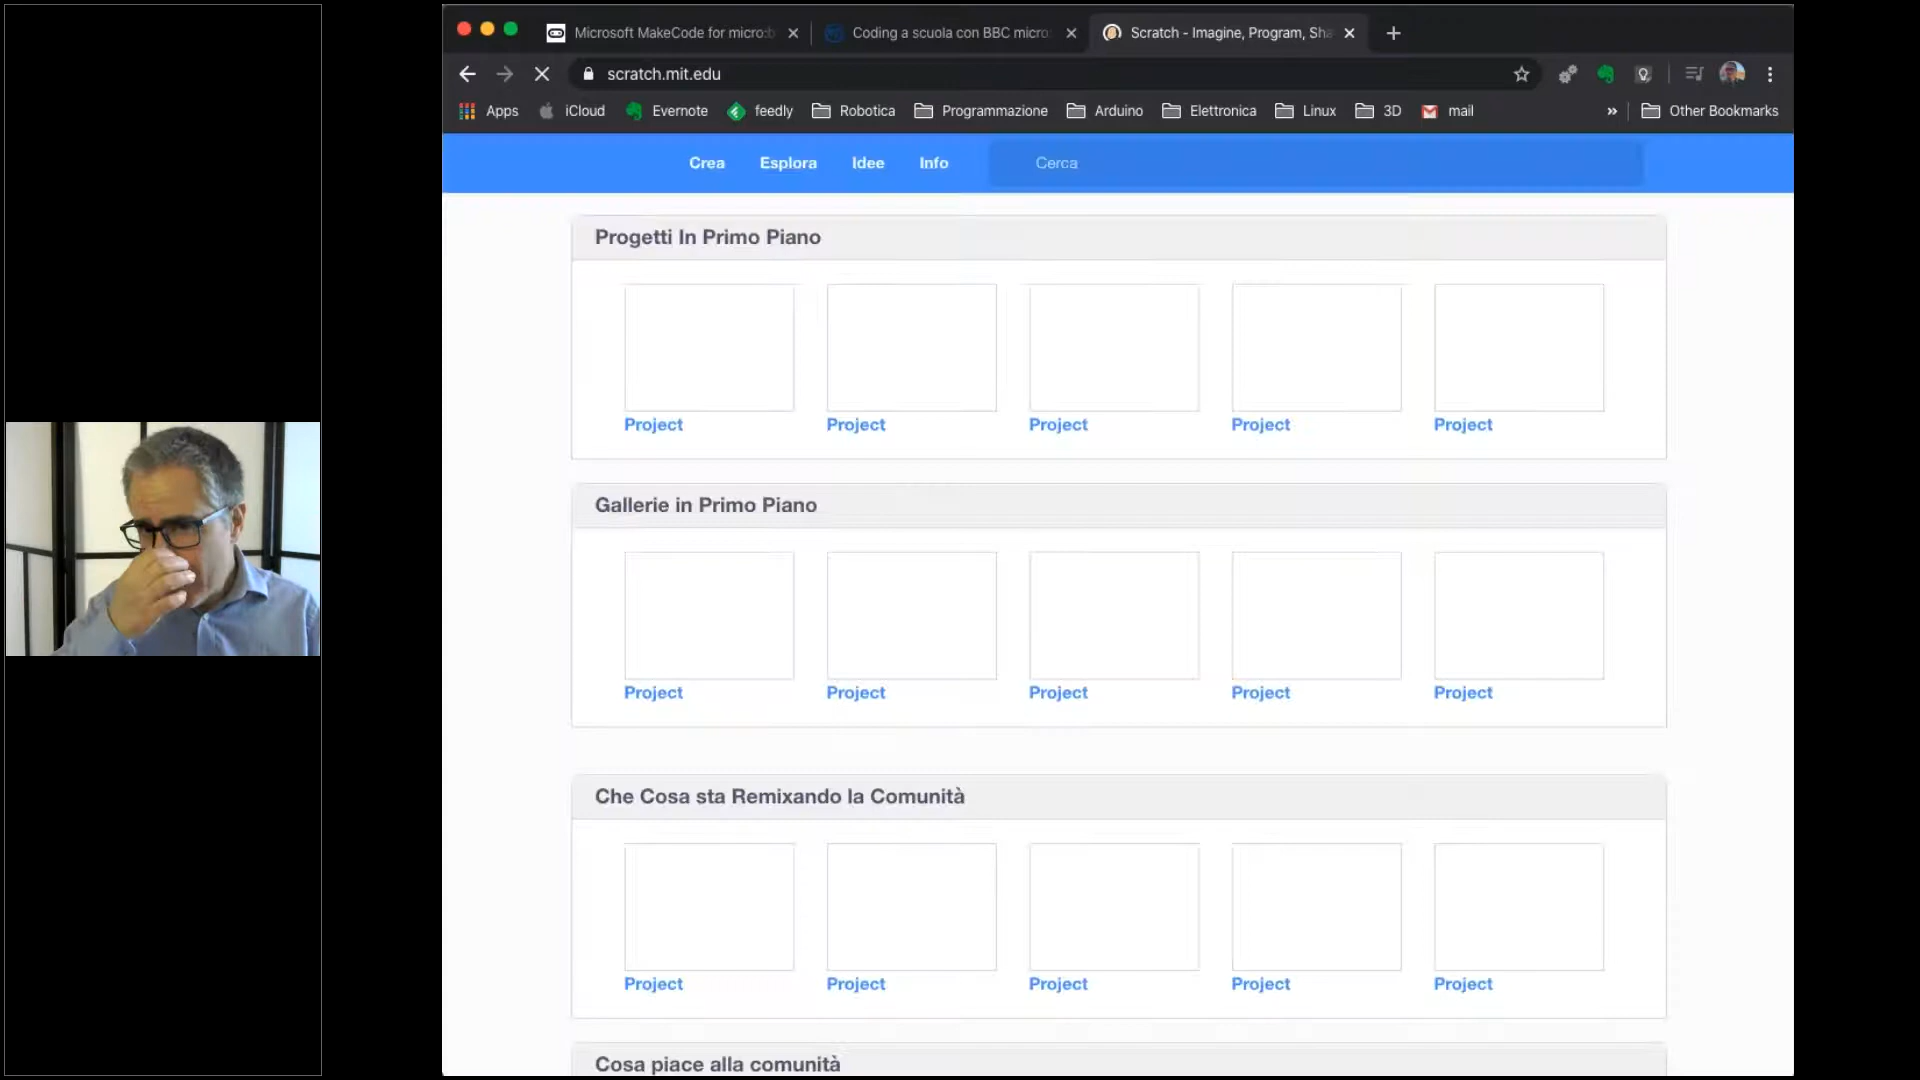 Microsoft MakeCode for micro:b
Coding a scuola con BBC micro:
Scratch - Imagine, Program, Sha
scratch.mit.edu
Apps iCloud Evernote feedly Robotica Programmazione Arduino Elettronica Linux 3D mail » Other Bookmarks
Crea Esplora Idee Info Cerca
Progetti In Primo Piano
Project Project Project Project Project
Gallerie in Primo Piano
Project Project Project Project Project
Che Cosa sta Remixando la Comunità
Project Project Project Project Project
Cosa piace alla comunità